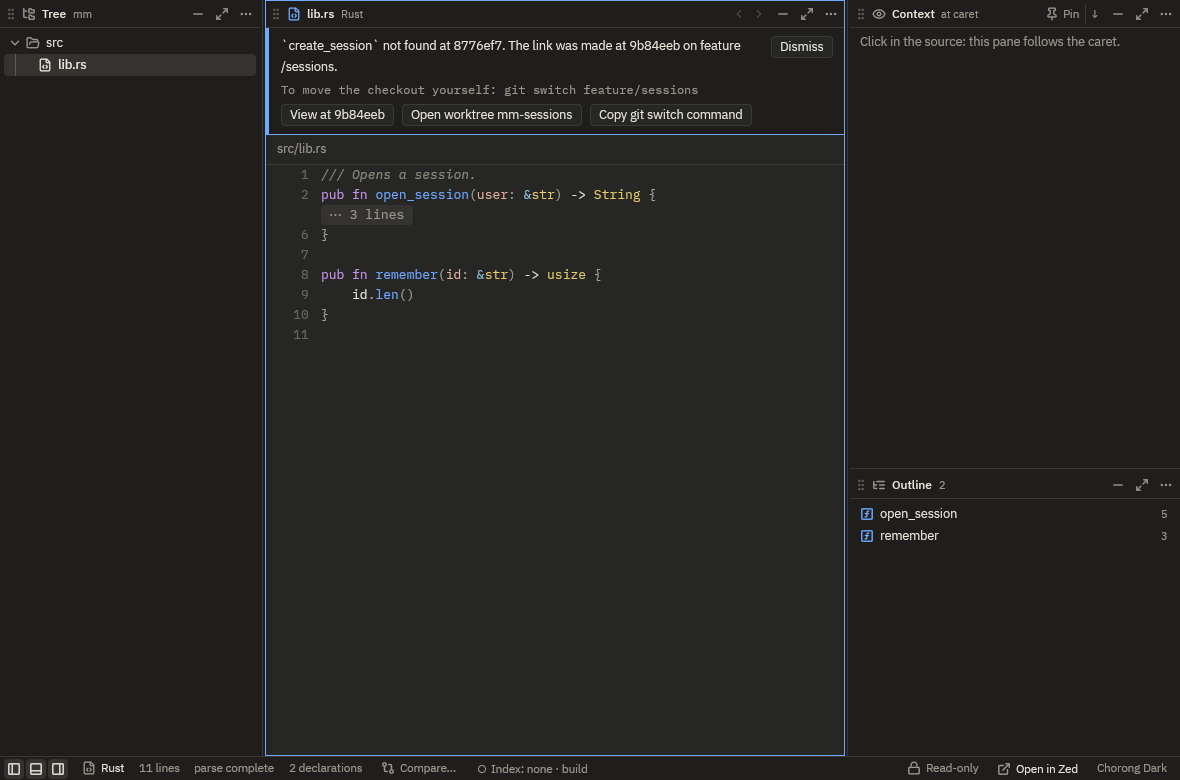 Tree mm
src
lib.rs
lib.rs Rust
`create_session` not found at 8776ef7. The link was made at 9b84eeb on feature
/sessions.
Dismiss
To move the checkout yourself: git switch feature/sessions
View at 9b84eeb
Open worktree mm-sessions
Copy git switch command
src/lib.rs
1 /// Opens a session.
2 pub fn open_session(user: &str) -> String {
··· 3 lines
6 }
7
8 pub fn remember(id: &str) -> usize {
9 id.len()
10 }
11
Context at caret
Pin ↓
Click in the source: this pane follows the caret.
Outline 2
open_session 5
remember 3
Rust 11 lines parse complete 2 declarations Compare... Index: none · build Read-only Open in Zed Chorong Dark